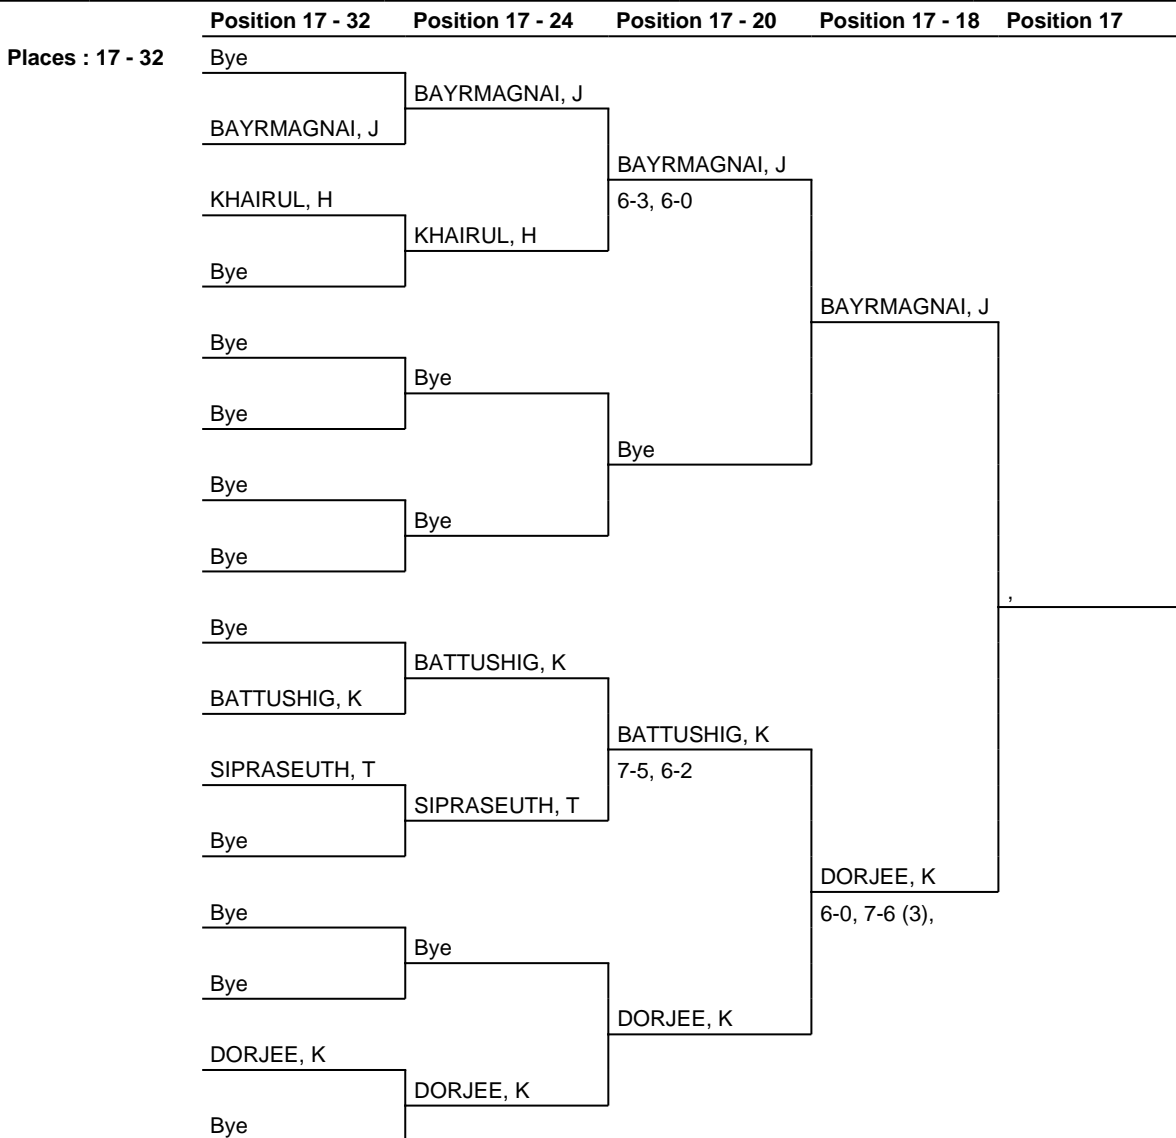 Position 17 - 32 Position 17 - 24 Position 17 - 20 Position 17 - 18 Position 17
Places : 17 - 32 Bye
BAYRMAGNAI, J
BAYRMAGNAI, J
BAYRMAGNAI, J
KHAIRUL, H 6-3, 6-0
KHAIRUL, H
Bye
BAYRMAGNAI, J
Bye
Bye
Bye
Bye
Bye
Bye
Bye
,
Bye
BATTUSHIG, K
BATTUSHIG, K
BATTUSHIG, K
SIPRASEUTH, T 7-5, 6-2
SIPRASEUTH, T
Bye
DORJEE, K
Bye 6-0, 7-6 (3),
Bye
Bye
DORJEE, K
DORJEE, K
DORJEE, K
Bye